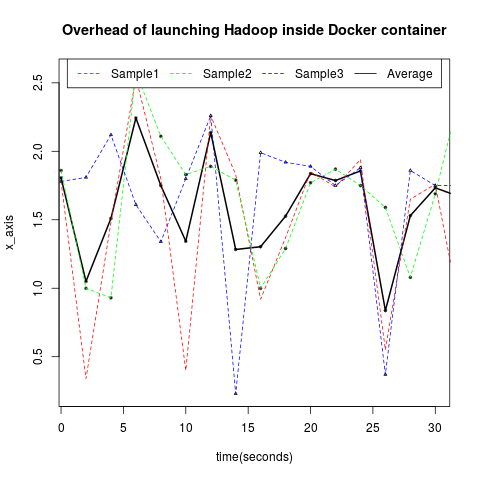 Overhead of launching Hadoop inside Docker container
Sample1 Sample2 Sample3 Average
x_axis
2.5
2.0
1.5
1.0
0.5
0 5 10 15 20 25 30
time(seconds)